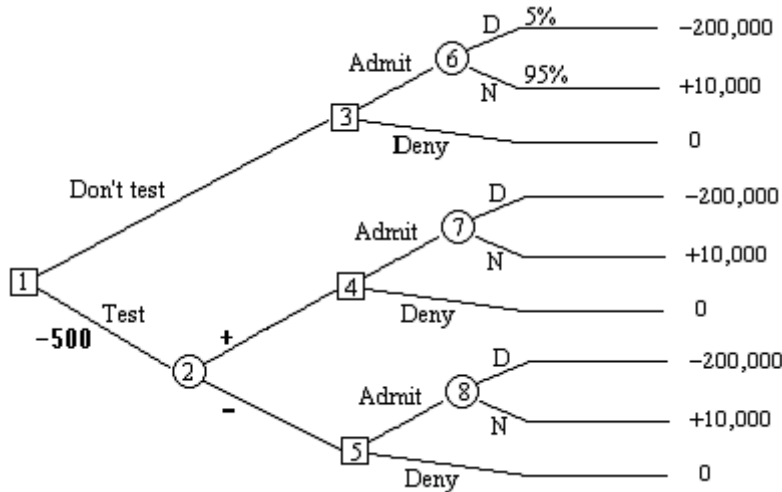 D 5% −200,000
Admit 6
N 95% +10,000
3
Deny 0
Don't test
D −200,000
Admit 7
N +10,000
1
4
Test
Deny 0
−500 +
D −200,000
2
Admit 8
-
N +10,000
5
Deny 0